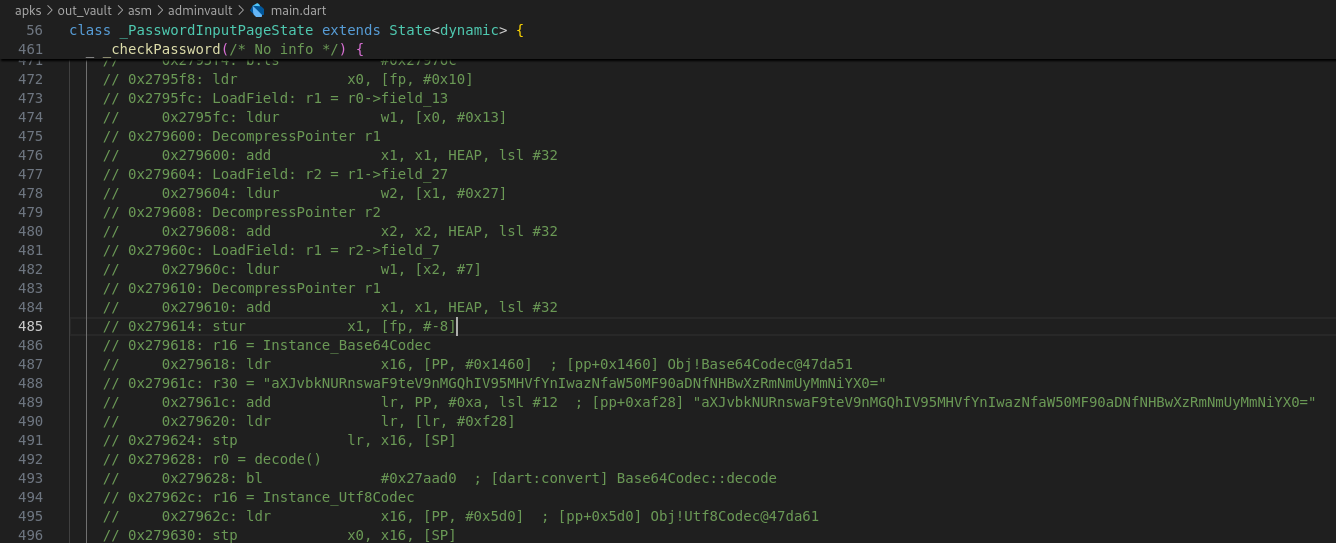 apks > out_vault > asm > adminvault > main.dart
56 class _PasswordInputPageState extends State<dynamic> {
461 _ _checkPassword(/* No info */) {
471 // 0x2795f4: b.ls #0x27976c
472 // 0x2795f8: ldr x0, [fp, #0x10]
473 // 0x2795fc: LoadField: r1 = r0->field_13
474 // 0x2795fc: ldur w1, [x0, #0x13]
475 // 0x279600: DecompressPointer r1
476 // 0x279600: add x1, x1, HEAP, lsl #32
477 // 0x279604: LoadField: r2 = r1->field_27
478 // 0x279604: ldur w2, [x1, #0x27]
479 // 0x279608: DecompressPointer r2
480 // 0x279608: add x2, x2, HEAP, lsl #32
481 // 0x27960c: LoadField: r1 = r2->field_7
482 // 0x27960c: ldur w1, [x2, #7]
483 // 0x279610: DecompressPointer r1
484 // 0x279610: add x1, x1, HEAP, lsl #32
485 // 0x279614: stur x1, [fp, #-8]
486 // 0x279618: r16 = Instance_Base64Codec
487 // 0x279618: ldr x16, [PP, #0x1460] ; [pp+0x1460] Obj!Base64Codec@47da51
488 // 0x27961c: r30 = "aXJvbkNURnswaF9teV9nMGQhIV95MHVfYnIwazNfaW50MF90aDNfNHBwXzRmNmUyMmNiYX0="
489 // 0x27961c: add lr, PP, #0xa, lsl #12 ; [pp+0xaf28] "aXJvbkNURnswaF9teV9nMGQhIV95MHVfYnIwazNfaW50MF90aDNfNHBwXzRmNmUyMmNiYX0="
490 // 0x279620: ldr lr, [lr, #0xf28]
491 // 0x279624: stp lr, x16, [SP]
492 // 0x279628: r0 = decode()
493 // 0x279628: bl #0x27aad0 ; [dart:convert] Base64Codec::decode
494 // 0x27962c: r16 = Instance_Utf8Codec
495 // 0x27962c: ldr x16, [PP, #0x5d0] ; [pp+0x5d0] Obj!Utf8Codec@47da61
496 // 0x279630: stp x0, x16, [SP]